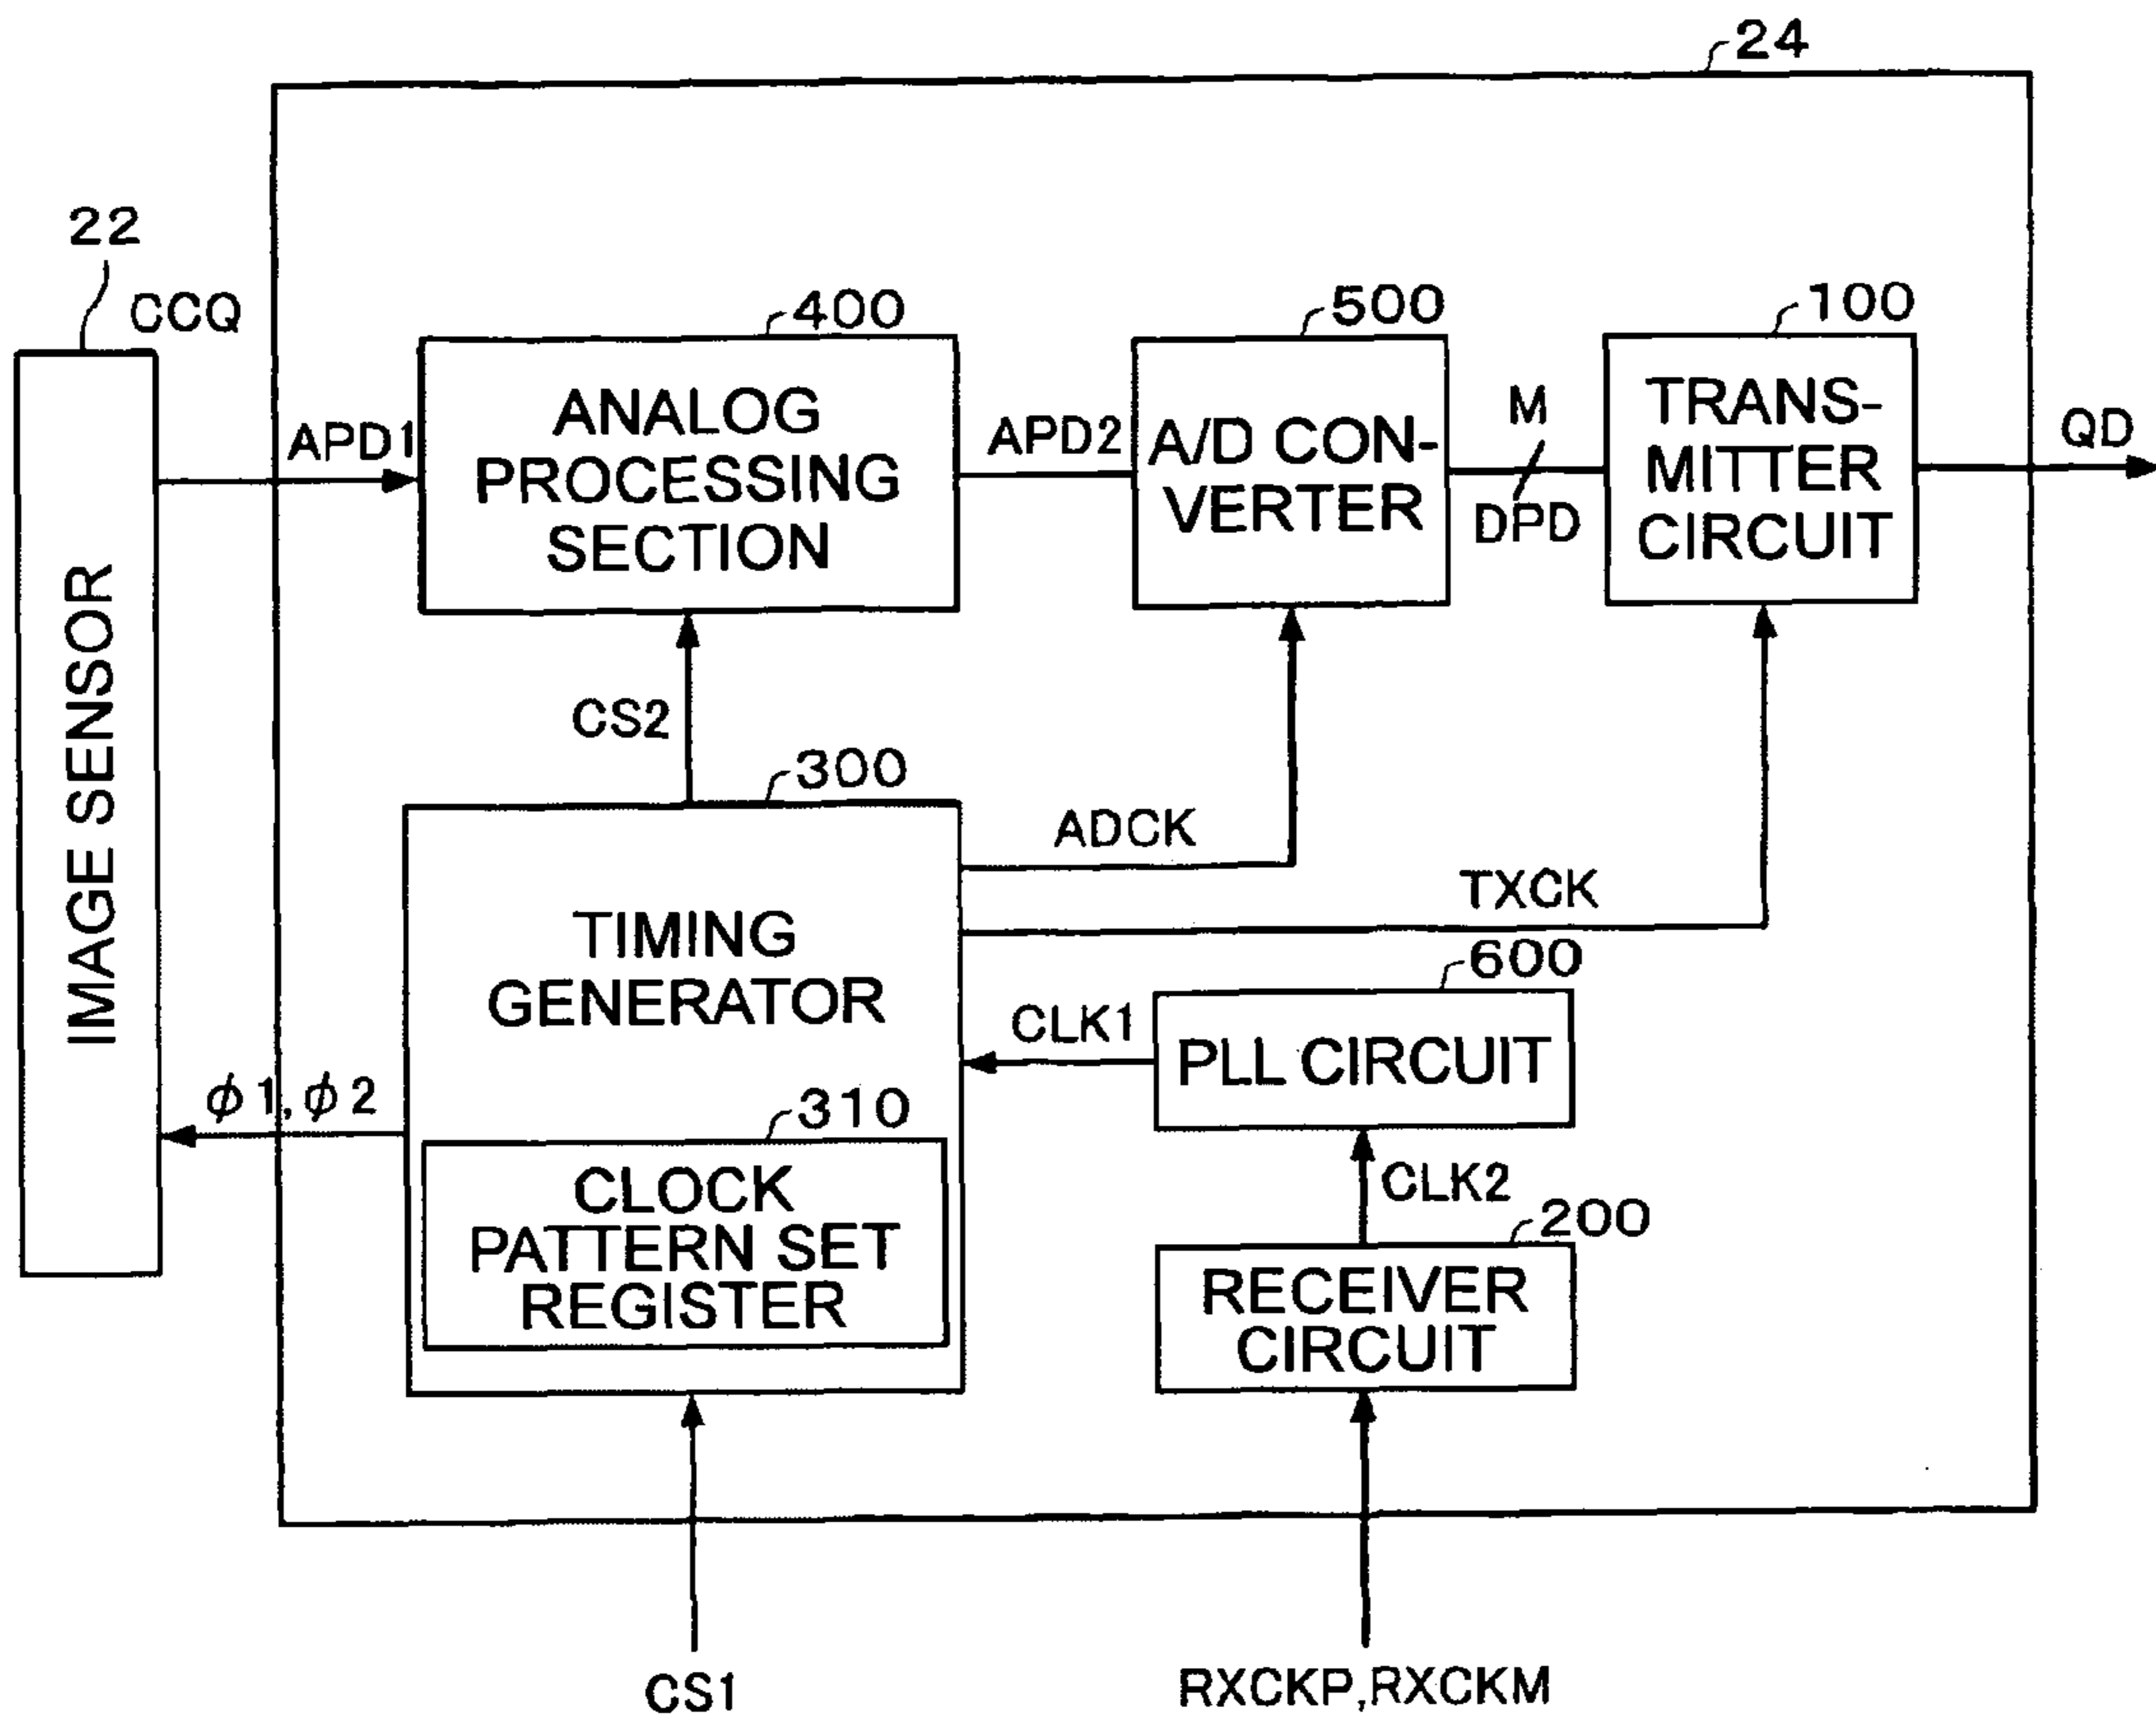 24
22
CCQ
400
500
100
ANALOG
PROCESSING
SECTION
APD1
APD2
A/D CON-
VERTER
M
DPD
TRANS-
MITTER
CIRCUIT
QD
IMAGE SENSOR
CS2
300
ADCK
TXCK
TIMING
GENERATOR
600
CLK1
PLL CIRCUIT
ϕ1,ϕ2
310
CLOCK
PATTERN SET
REGISTER
CLK2
200
RECEIVER
CIRCUIT
CS1
RXCKP,RXCKM